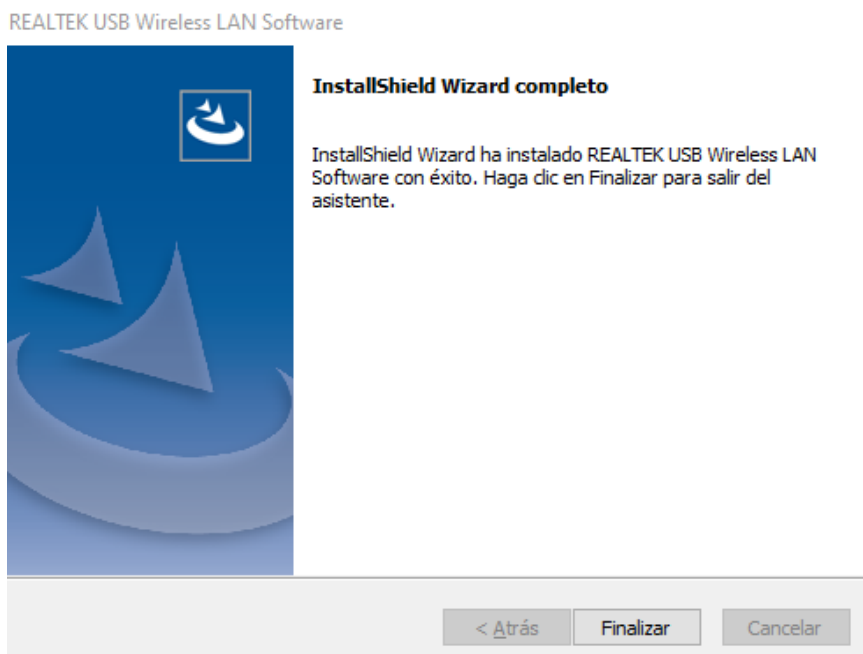 REALTEK USB Wireless LAN Software
InstallShield Wizard completo
InstallShield Wizard ha instalado REALTEK USB Wireless LAN
Software con éxito. Haga clic en Finalizar para salir del
asistente.
< Atrás
Finalizar
Cancelar